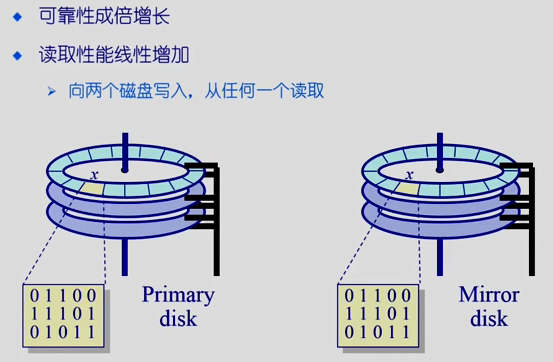 可靠性成倍增长
读取性能线性增加
向两个磁盘写入，从任何一个读取
x
x
0 1 1 0 0
1 1 1 0 1
0 1 0 1 1
Primary
disk
0 1 1 0 0
1 1 1 0 1
0 1 0 1 1
Mirror
disk